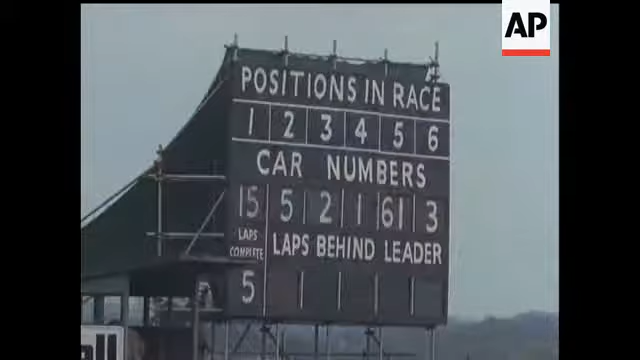 AP
POSITIONS IN RACE
1 2 3 4 5 6
CAR NUMBERS
15 5 2 1 61 3
LAPS COMPLETE
LAPS BEHIND LEADER
5
ll